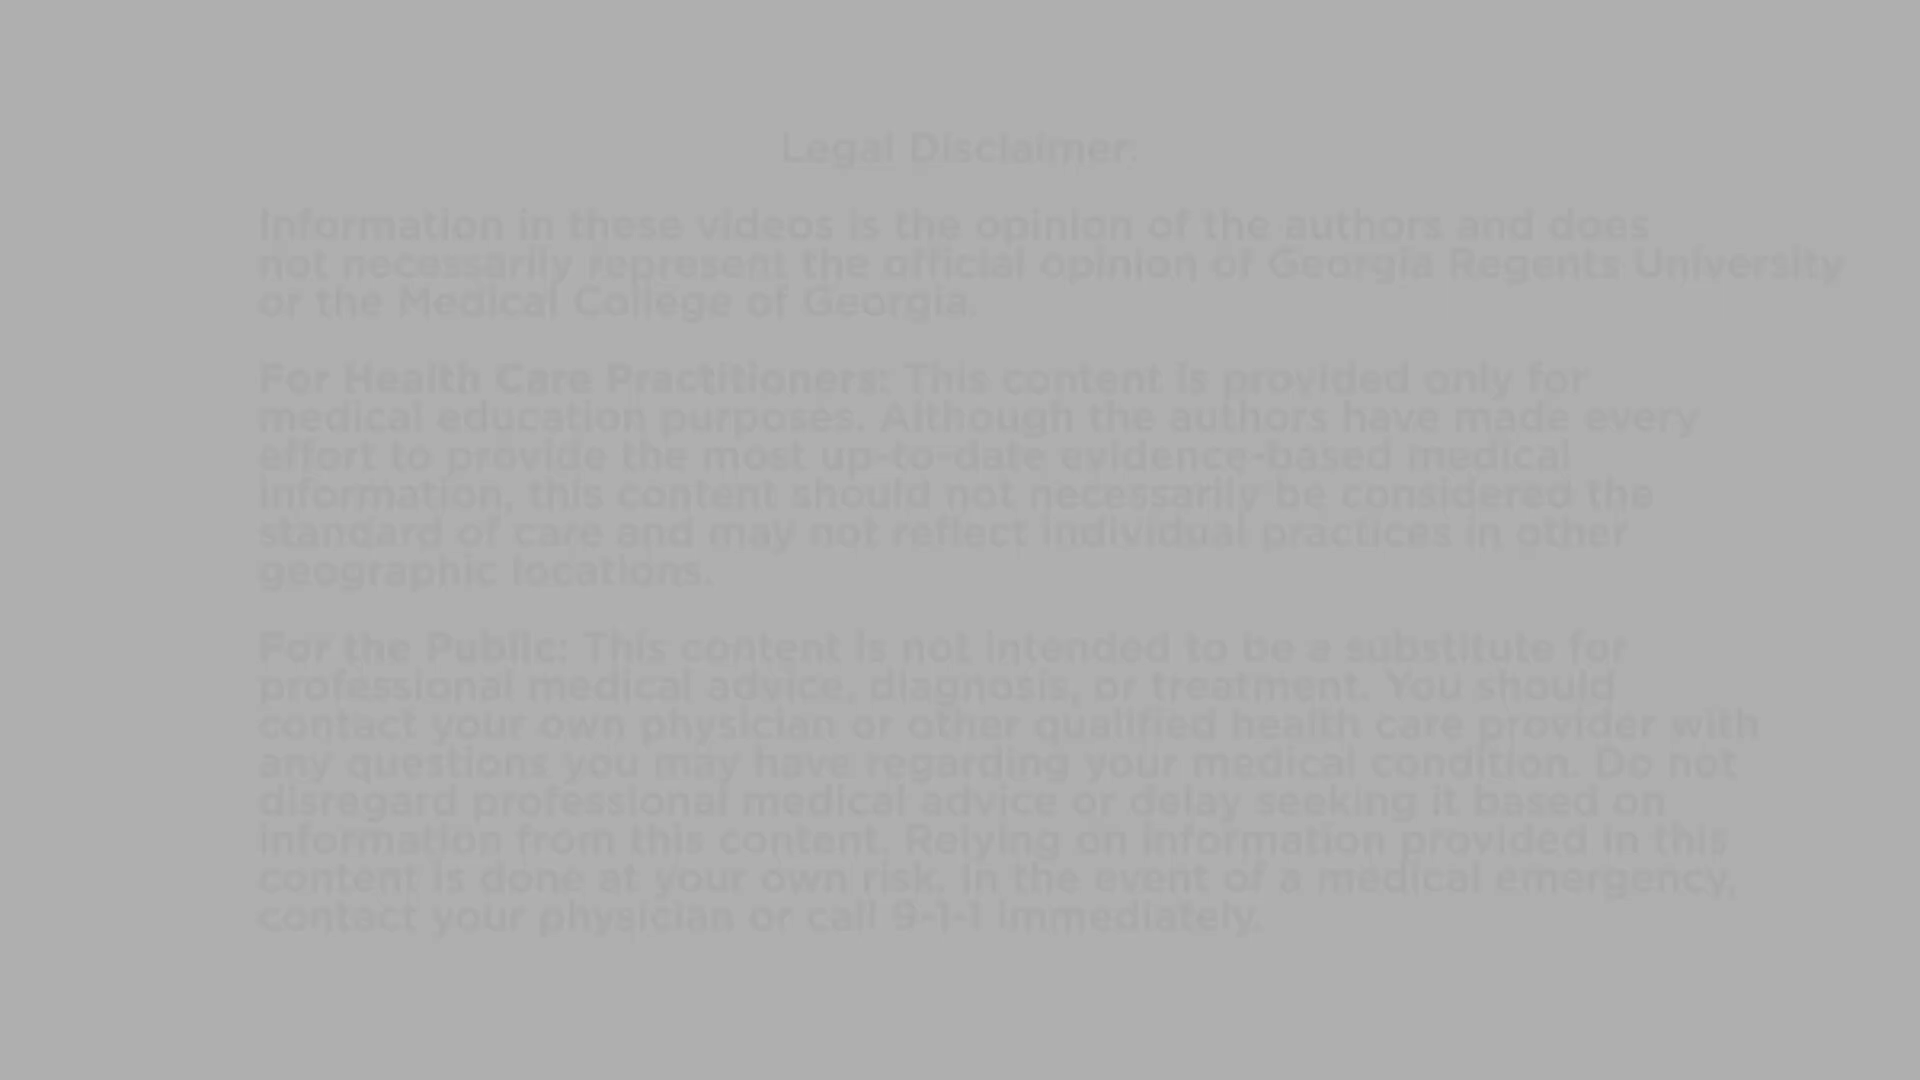 Legal Disclaimer:
Information in these videos is the opinion of the authors and does
not necessarily represent the official opinion of Georgia Regents University
or the Medical College of Georgia.
For Health Care Practitioners: This content is provided only for
medical education purposes. Although the authors have made every
effort to provide the most up-to-date evidence-based medical
information, this content should not necessarily be considered the
standard of care and may not reflect individual practices in other
geographic locations.
For the Public: This content is not intended to be a substitute for
professional medical advice, diagnosis, or treatment. You should
contact your own physician or other qualified health care provider with
any questions you may have regarding your medical condition. Do not
disregard professional medical advice or delay seeking it based on
information from this content. Relying on information provided in this
content is done at your own risk. In the event of a medical emergency,
contact your physician or call 9-1-1 immediately.